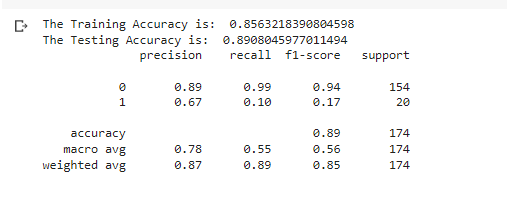 The Training Accuracy is:  0.8563218390804598
The Testing Accuracy is:  0.8908045977011494
precision    recall  f1-score   support
0       0.89      0.99      0.94       154
1       0.67      0.10      0.17        20
accuracy                           0.89       174
macro avg       0.78      0.55      0.56       174
weighted avg       0.87      0.89      0.85       174